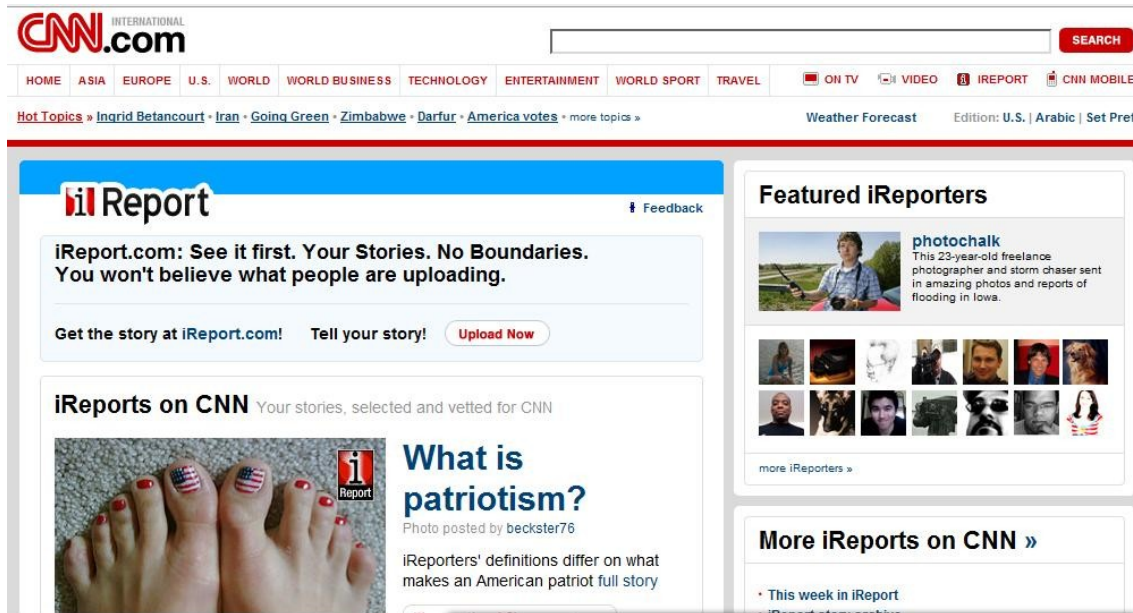 CNN.com INTERNATIONAL
SEARCH
HOME ASIA EUROPE U.S. WORLD WORLD BUSINESS TECHNOLOGY ENTERTAINMENT WORLD SPORT TRAVEL ON TV VIDEO IREPORT CNN MOBILE
Hot Topics » Ingrid Betancourt • Iran • Going Green • Zimbabwe • Darfur • America votes • more topics » Weather Forecast Edition: U.S. | Arabic | Set Pref
iReport
Feedback
iReport.com: See it first. Your Stories. No Boundaries.
You won't believe what people are uploading.
Get the story at iReport.com! Tell your story! Upload Now
iReports on CNN Your stories, selected and vetted for CNN
i Report
What is
patriotism?
Photo posted by beckster76
iReporters' definitions differ on what
makes an American patriot full story
Featured iReporters
photochalk
This 23-year-old freelance
photographer and storm chaser sent
in amazing photos and reports of
flooding in Iowa.
more iReporters »
More iReports on CNN »
• This week in iReport